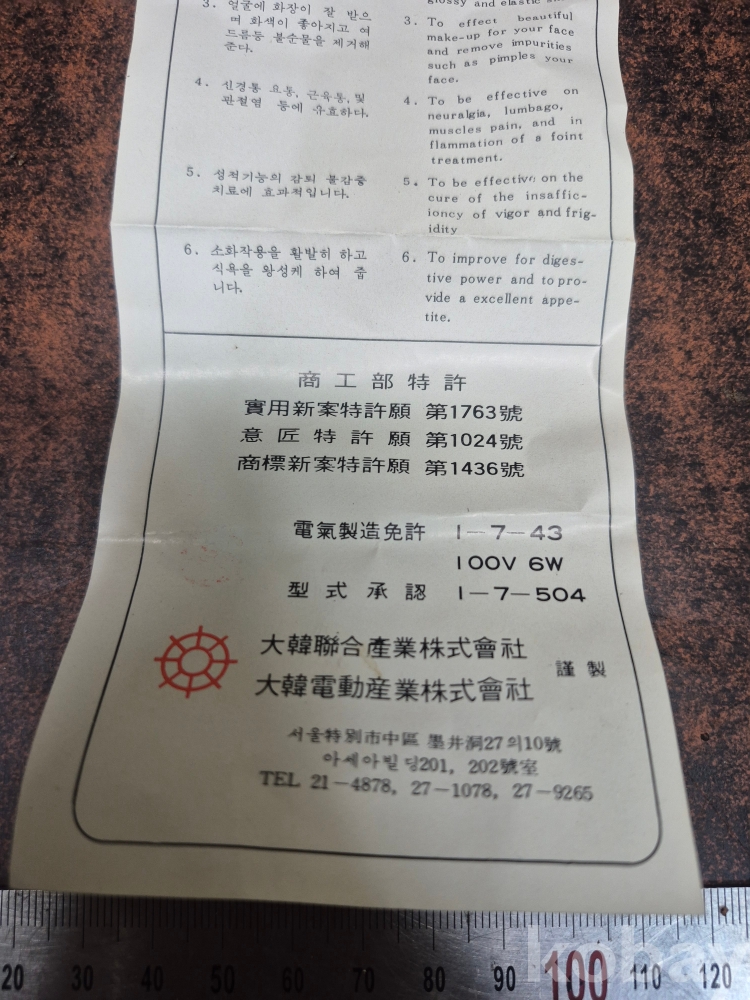 3. 얼굴에 화장이 잘 받으
며 화색이 좋아지고 여
드름등 불순물을 제거해
준다.
4. 신경통 요통, 근육통, 및
관절염 등에 유효하다.
5. 성적기능의 감퇴 불감증
치료에 효과적입니다.
6. 소화작용을 활발히 하고
식욕을 왕성케 하여 줍
니다.
glossy and elastic
3. To effect beautiful
make-up for your face
and remove impurities
such as pimples your
face.
4. To be effective on
neuralgia, lumbago,
muscles pain, and in
flammation of a foint
treatment.
5. To be effective on the
cure of the insaffic-
iency of vigor and frig-
idity
6. To improve for diges-
tive power and to pro-
vide a excellent appe-
tite.
商工部特許
實用新案特許願 第1763號
意匠特許願 第1024號
商標新案特許願 第1436號
電氣製造免許 1-7-43
100V 6W
型式承認 1-7-504
大韓聯合產業株式會社
大韓電動産業株式會社
謹製
서울特別市中區 墨井洞27의10號
아세아빌딩201, 202號室
TEL 21-4878, 27-1078, 27-9265
20 30 40 50 60 70 80 90 100 110 120